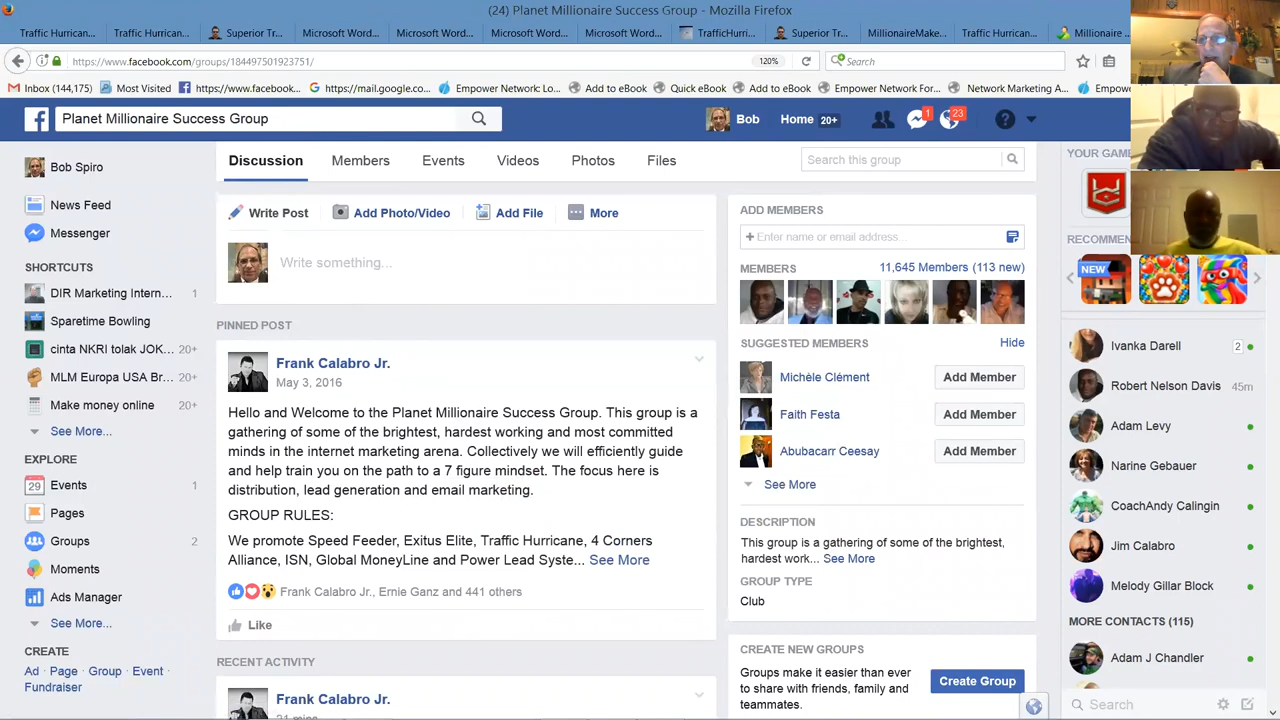 (24) Planet Millionaire Success Group - Mozilla Firefox
Traffic Hurrican... Traffic Hurrican... Superior Tr... Microsoft Word... Microsoft Word... Microsoft Word... Microsoft Word... TrafficHurri... Superior Tr... MillionaireMake... Traffic Hurrican... Millionaire
https://www.facebook.com/groups/184497501923751/ 120% Search
Inbox (144,175) Most Visited https://www.facebook... https://mail.google.co... Empower Network: Lo... Add to eBook Quick eBook Add to eBook Empower Network For... Network Marketing A... Empowe
Planet Millionaire Success Group Bob Home 20+ 1 23 ?
Bob Spiro
News Feed
Messenger
SHORTCUTS
DIR Marketing Intern... 1
Sparetime Bowling
cinta NKRI tolak JOK... 20+
MLM Europa USA Br... 20+
Make money online 20+
See More...
EXPLORE
29 Events 1
Pages
Groups 2
Moments
Ads Manager
See More...
CREATE
Ad · Page · Group · Event ·
Fundraiser
Discussion Members Events Videos Photos Files
Search this group
Write Post Add Photo/Video Add File More
Write something...
PINNED POST
Frank Calabro Jr.
May 3, 2016
Hello and Welcome to the Planet Millionaire Success Group. This group is a
gathering of some of the brightest, hardest working and most committed
minds in the internet marketing arena. Collectively we will efficiently guide
and help train you on the path to a 7 figure mindset. The focus here is
distribution, lead generation and email marketing.
GROUP RULES:
We promote Speed Feeder, Exitus Elite, Traffic Hurricane, 4 Corners
Alliance, ISN, Global MoneyLine and Power Lead Syste... See More
Frank Calabro Jr., Ernie Ganz and 441 others
Like
RECENT ACTIVITY
Frank Calabro Jr.
21 mins
ADD MEMBERS
+ Enter name or email address...
MEMBERS 11,645 Members (113 new)
SUGGESTED MEMBERS Hide
Michèle Clément Add Member
Faith Festa Add Member
Abubacarr Ceesay Add Member
See More
DESCRIPTION
This group is a gathering of some of the brightest,
hardest work... See More
GROUP TYPE
Club
CREATE NEW GROUPS
Groups make it easier than ever
to share with friends, family and
teammates.
Create Group
YOUR GAM
RECOMMEN
NEW
Ivanka Darell 2
Robert Nelson Davis 45m
Adam Levy
Narine Gebauer
CoachAndy Calingin
Jim Calabro
Melody Gillar Block
MORE CONTACTS (115)
Adam J Chandler
Search